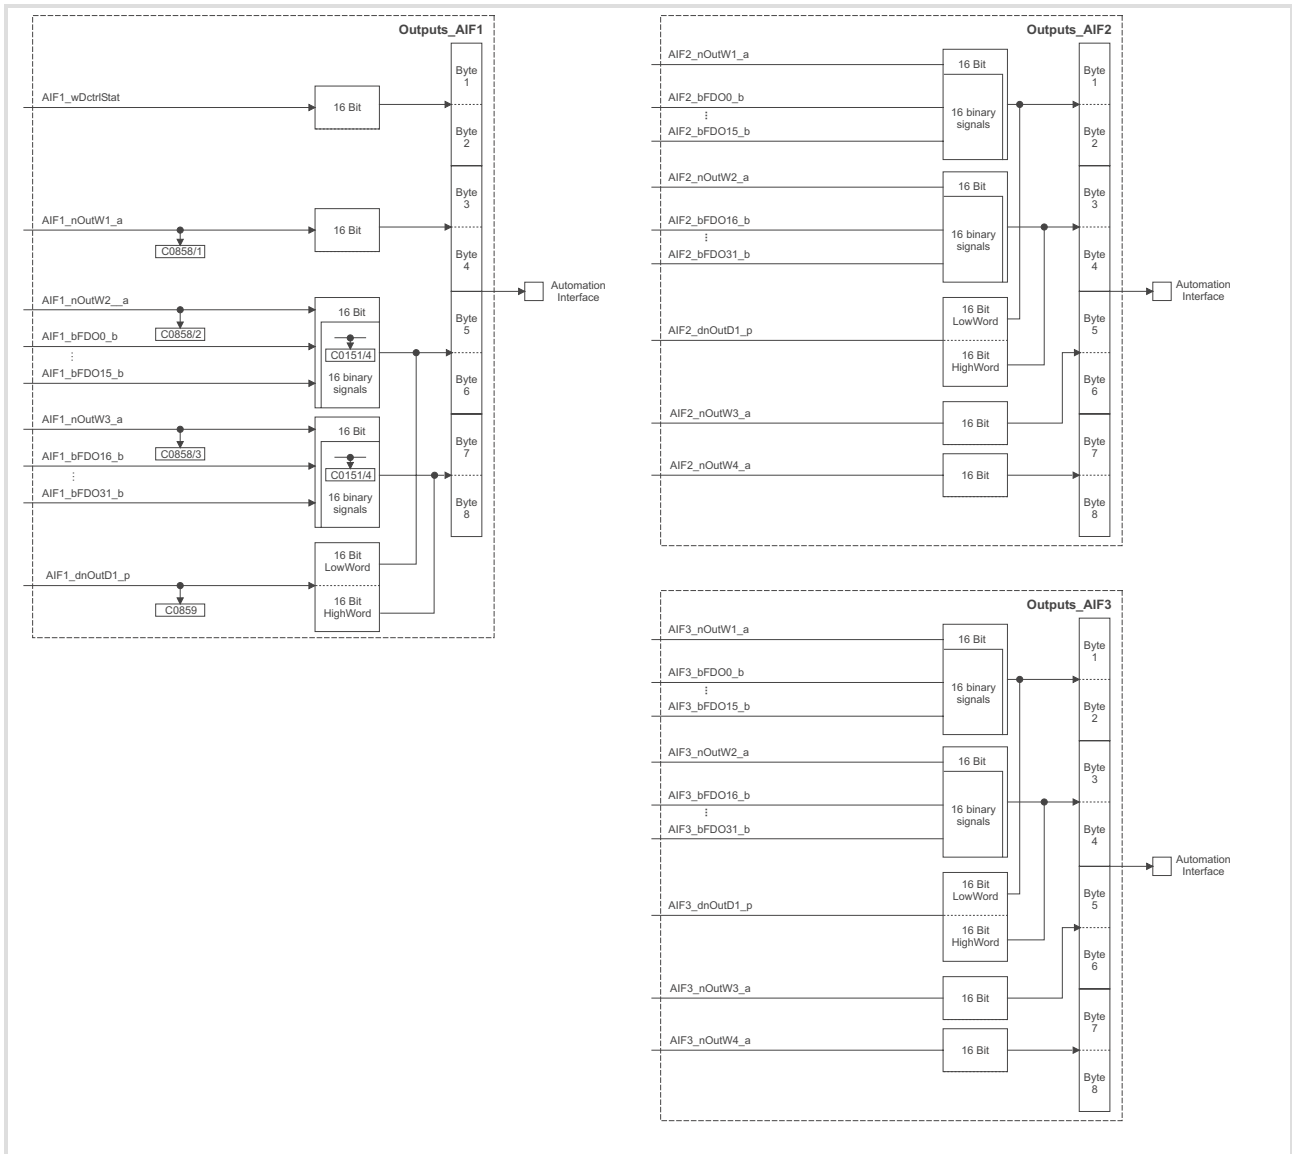 Outputs_AIF1
AIF1_wDctrlStat
16 Bit
Byte
1
Byte
2
AIF1_nOutW1_a
C0858/1
16 Bit
Byte
3
Byte
4
AIF1_nOutW2__a
C0858/2
AIF1_bFDO0_b
⋮
AIF1_bFDO15_b
16 Bit
C0151/4
16 binary
signals
Byte
5
Byte
6
Automation
Interface
AIF1_nOutW3_a
C0858/3
AIF1_bFDO16_b
⋮
AIF1_bFDO31_b
16 Bit
C0151/4
16 binary
signals
Byte
7
Byte
8
AIF1_dnOutD1_p
C0859
16 Bit
LowWord
16 Bit
HighWord
Outputs_AIF2
AIF2_nOutW1_a
AIF2_bFDO0_b
⋮
AIF2_bFDO15_b
16 Bit
16 binary
signals
Byte
1
Byte
2
AIF2_nOutW2_a
AIF2_bFDO16_b
⋮
AIF2_bFDO31_b
16 Bit
16 binary
signals
Byte
3
Byte
4
Automation
Interface
AIF2_dnOutD1_p
16 Bit
LowWord
16 Bit
HighWord
Byte
5
Byte
6
AIF2_nOutW3_a
16 Bit
AIF2_nOutW4_a
16 Bit
Byte
7
Byte
8
Outputs_AIF3
AIF3_nOutW1_a
AIF3_bFDO0_b
⋮
AIF3_bFDO15_b
16 Bit
16 binary
signals
Byte
1
Byte
2
AIF3_nOutW2_a
AIF3_bFDO16_b
⋮
AIF3_bFDO31_b
16 Bit
16 binary
signals
Byte
3
Byte
4
Automation
Interface
AIF3_dnOutD1_p
16 Bit
LowWord
16 Bit
HighWord
Byte
5
Byte
6
AIF3_nOutW3_a
16 Bit
AIF3_nOutW4_a
16 Bit
Byte
7
Byte
8